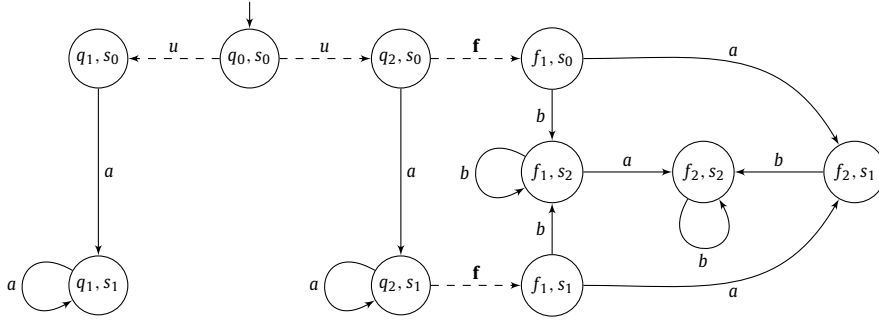 u u f a
q₁, s₀ q₀, s₀ q₂, s₀ f₁, s₀
a a b b
b a b
f₁, s₂ f₂, s₂ f₂, s₁
b b
a q₁, s₁ a q₂, s₁ f f₁, s₁ a